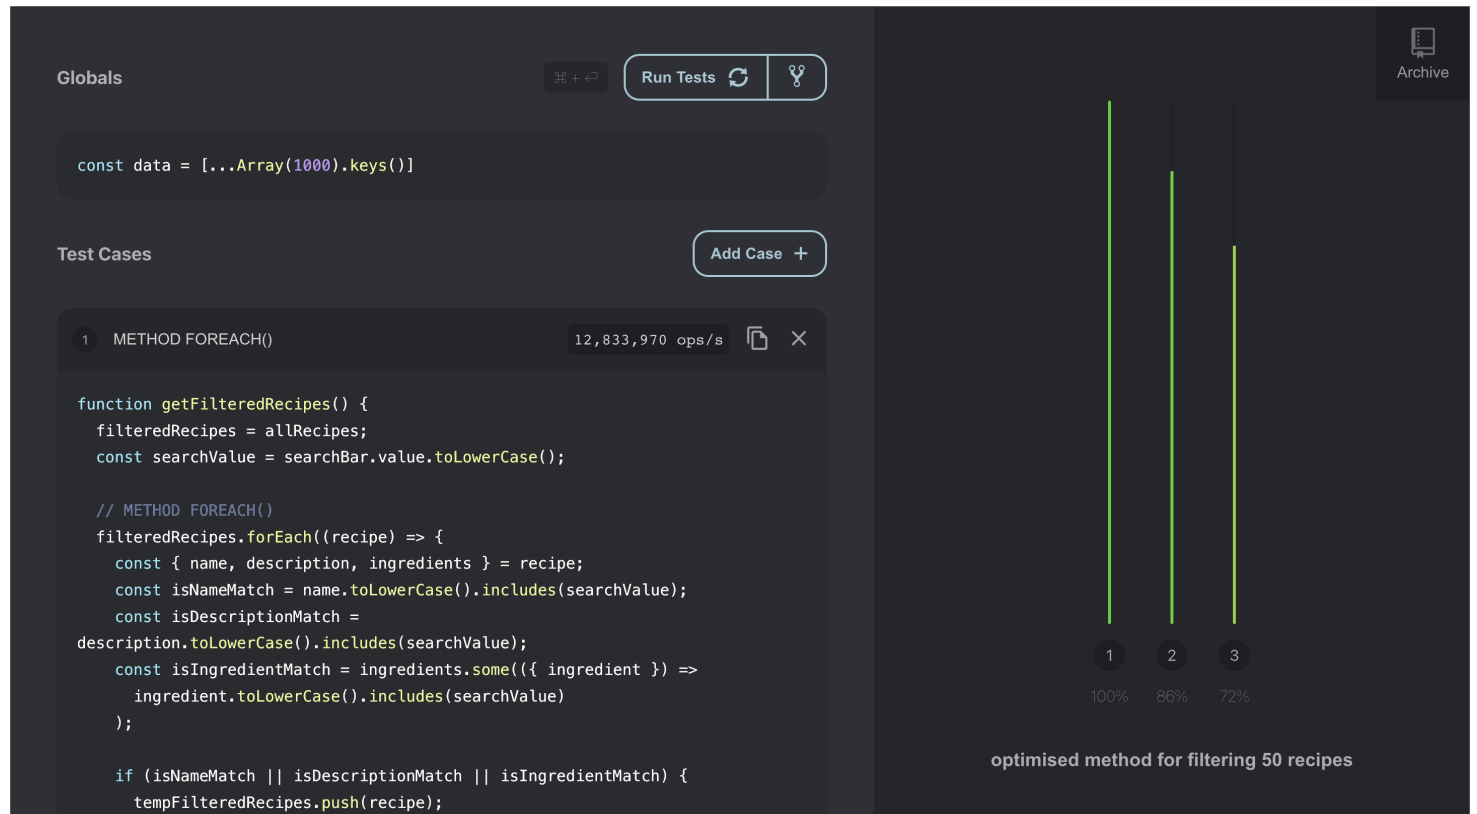 Globals
⌘ + ⏎
Run Tests
Archive
const data = [...Array(1000).keys()]
Test Cases
Add Case +
1 METHOD FOREACH() 12,833,970 ops/s
function getFilteredRecipes() {
  filteredRecipes = allRecipes;
  const searchValue = searchBar.value.toLowerCase();
  // METHOD FOREACH()
  filteredRecipes.forEach((recipe) => {
    const { name, description, ingredients } = recipe;
    const isNameMatch = name.toLowerCase().includes(searchValue);
    const isDescriptionMatch =
description.toLowerCase().includes(searchValue);
    const isIngredientMatch = ingredients.some(({ ingredient }) =>
      ingredient.toLowerCase().includes(searchValue)
    );
    if (isNameMatch || isDescriptionMatch || isIngredientMatch) {
      tempFilteredRecipes.push(recipe);
1 2 3
100% 86% 72%
optimised method for filtering 50 recipes